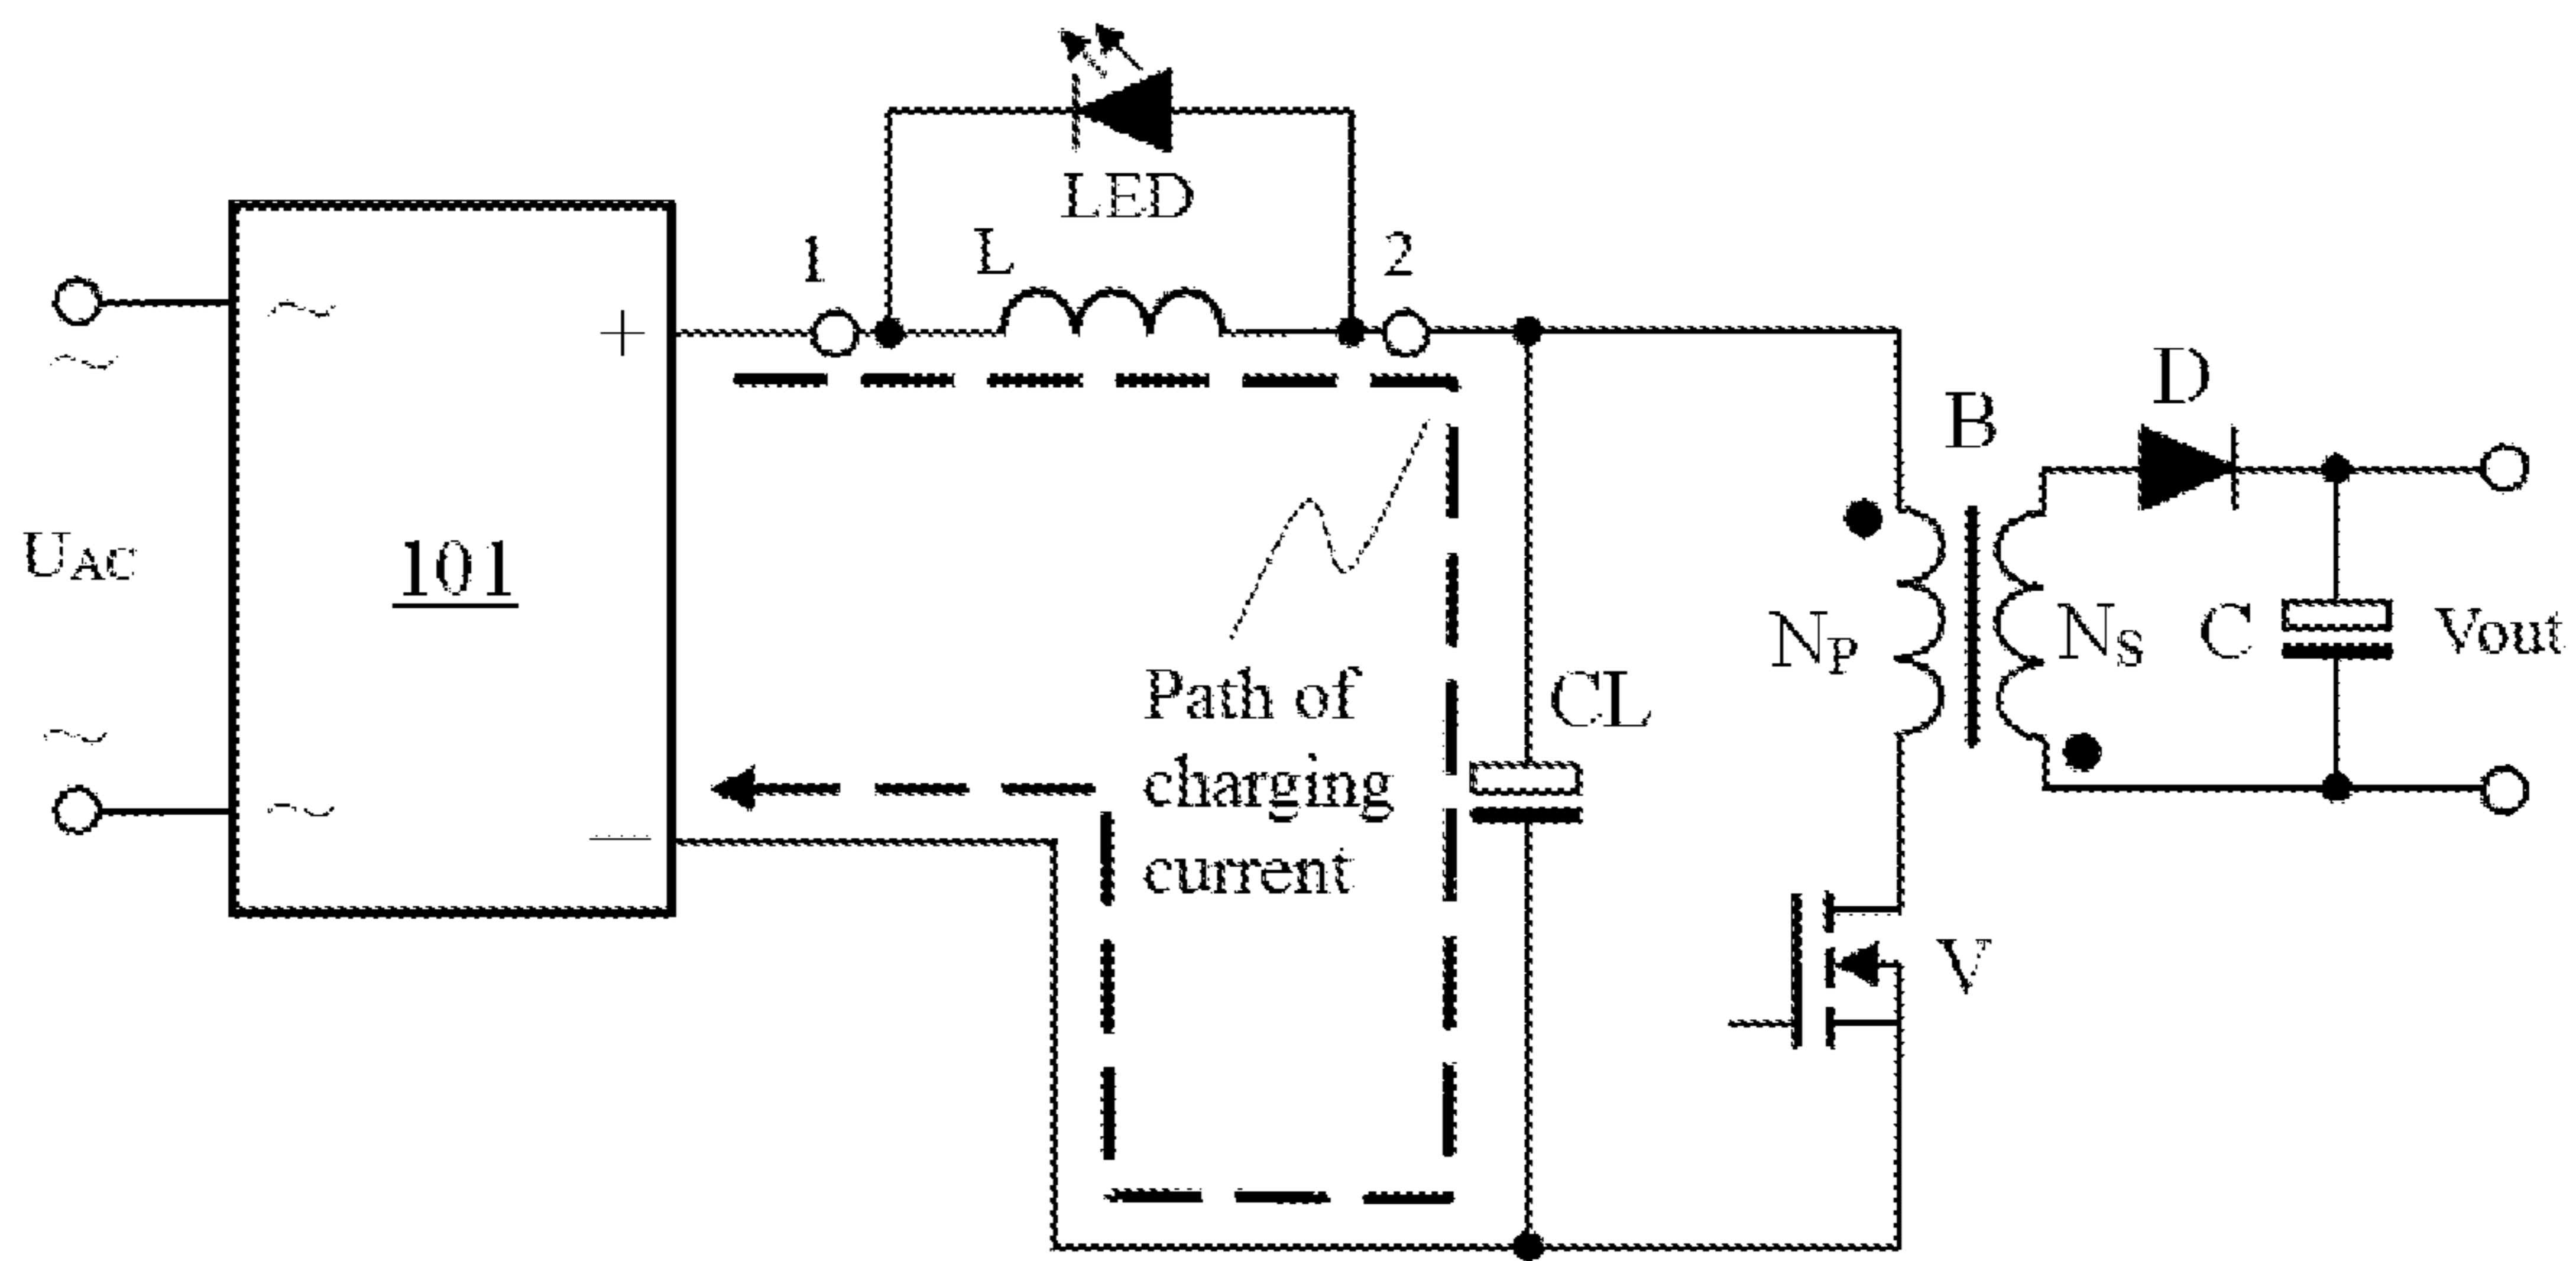 LED
1
L
2
~
~
+
~
D
B
UAC
101
NP
NS
C
Vout
Path of
charging
current
CL
~
~
—
V